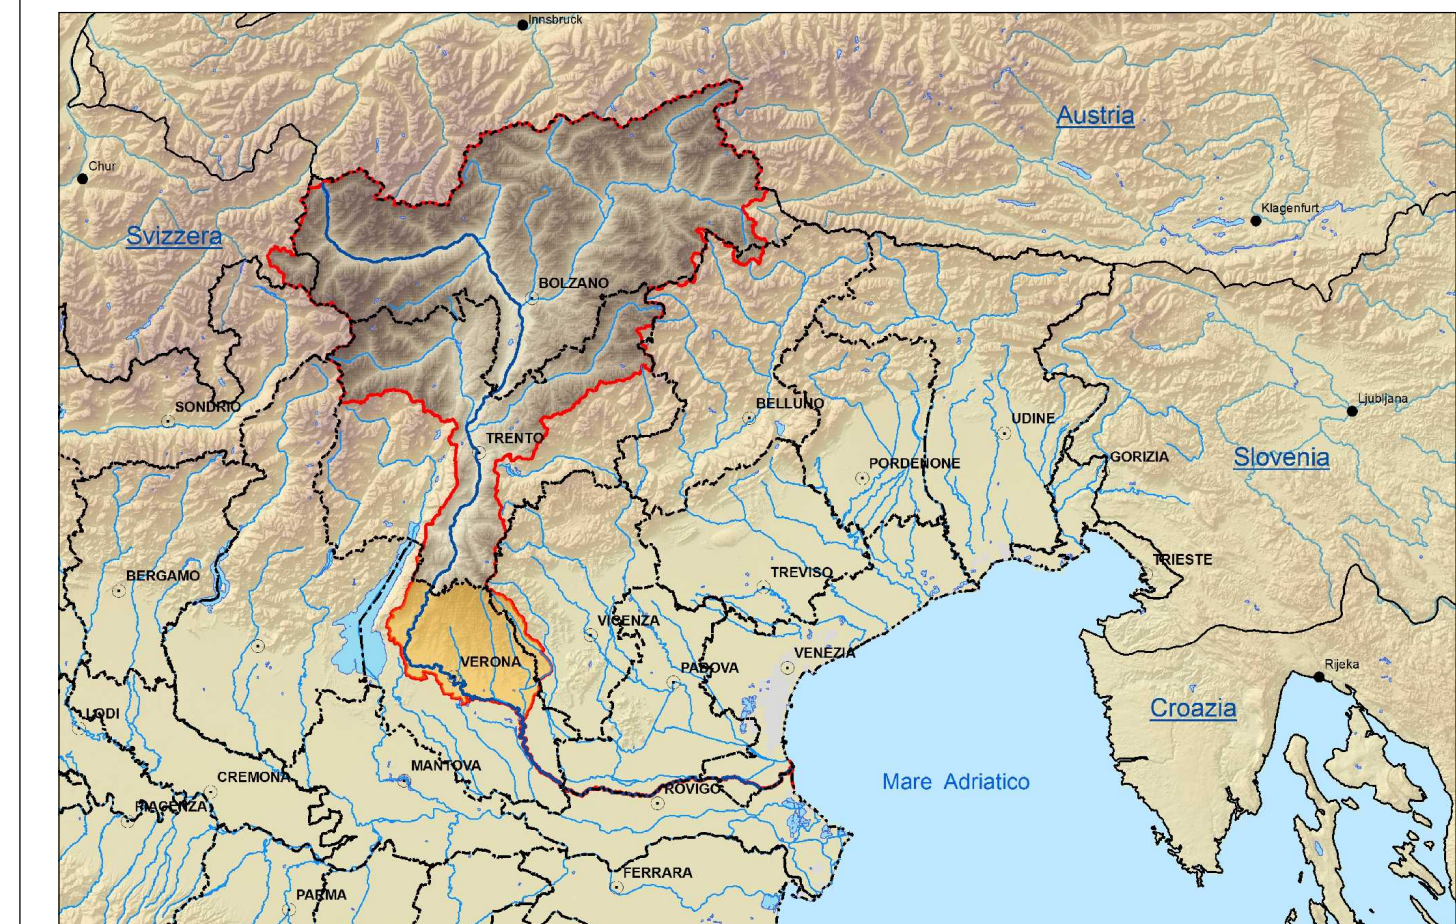 Innsbruck
Austria
Chur
Klagenfurt
Svizzera
BOLZANO
Ljubljana
SONDRIO
BELLUNO
UDINE
TRENTO
GORIZIA
Slovenia
PORDENONE
TRIESTE
BERGAMO
TREVISO
VICENZA
VENEZIA
VERONA
PADOVA
Rijeka
Croazia
LODI
MANTOVA
CREMONA
Mare Adriatico
ROVIGO
PIACENZA
FERRARA
PARMA